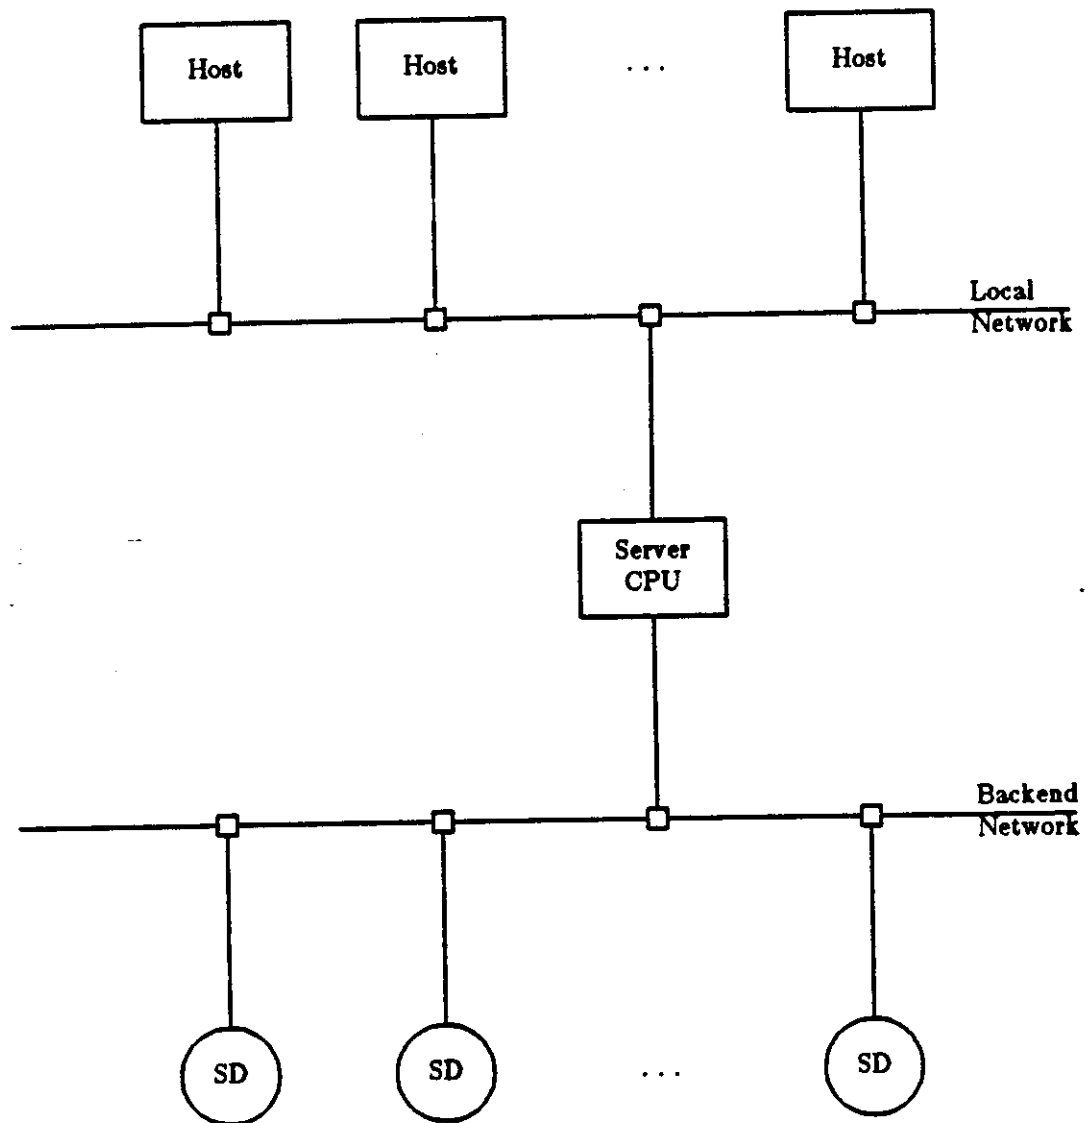 Host
Host
. . .
Host
Local
Network
Server
CPU
Backend
Network
SD
SD
. . .
SD